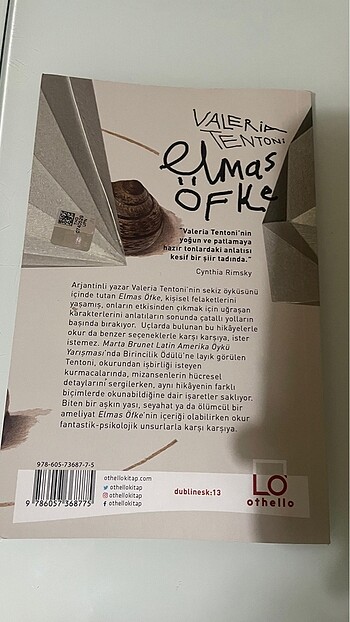 VALERIA
TENTONI
elmas
ÖFKe
"Valeria Tentoni'nin
yoğun ve patlamaya
hazır tonlardaki anlatısı
keşif bir şiir tadında."
Cynthia Rimsky
Arjantinli yazar Valeria Tentoni'nin sekiz öyküsünü
içinde tutan Elmas Öfke, kişisel felaketlerini
yaşamış, onların etkisinden çıkmak için uğraşan
karakterlerini anlatıların sonunda çatallı yolların
başında bırakıyor. Uçlarda bulunan bu hikâyelerle
okur da benzer seçeneklerle karşı karşıya, ister
istemez. Marta Brunet Latin Amerika Öykü
Yarışması'nda Birincilik Ödülü'ne layık görülen
Tentoni, okurundan işbirliği isteyen
kurmacalarında, mizansenlerin hücresel
detaylarını sergilerken, aynı hikâyenin farklı
biçimlerde okunabildiğine dair işaretler saklıyor.
Biten bir aşkın yası, seyahat ya da ölümcül bir
ameliyat Elmas Öfke'nin içeriği olabilirken okur
fantastik-psikolojik unsurlarla karşı karşıya.
978-605-73687-7-5
9 786057 368775
othellokitap.com
othellokitap
othellokitap
othellokitap
dublinesk:13
LO
othello